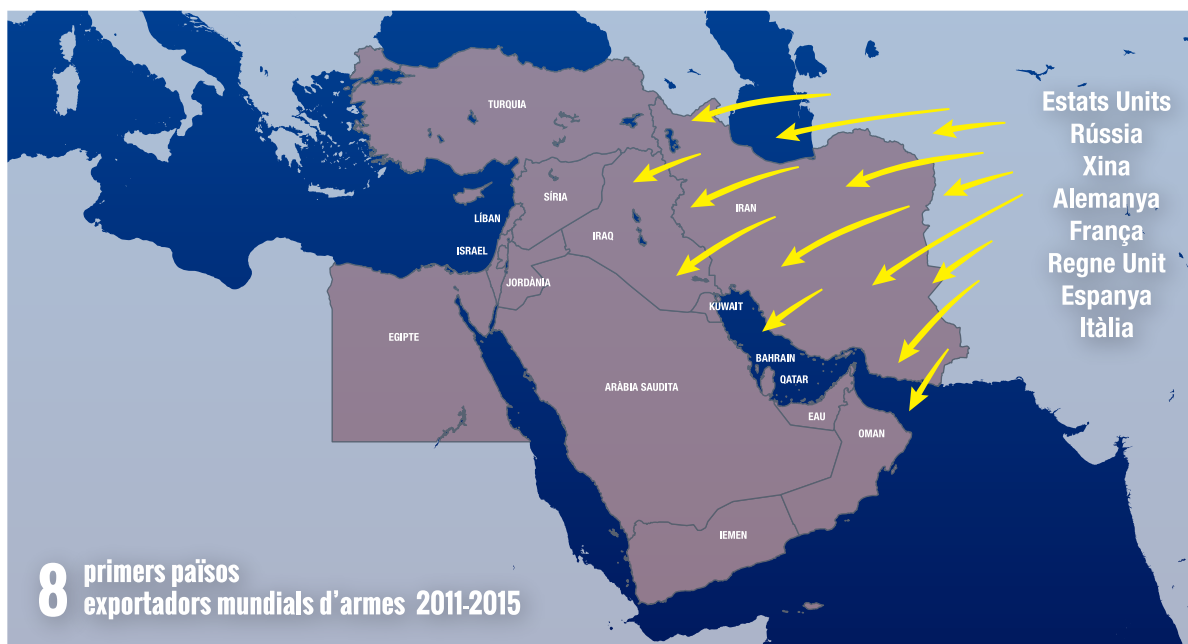 Estats Units
Rússia
Xina
Alemanya
França
Regne Unit
Espanya
Itàlia
TURQUIA
SÍRIA
LÍBAN
IRAN
IRAQ
ISRAEL
JORDÀNIA
KUWAIT
EGIPTE
BAHRAIN
QATAR
ARÀBIA SAUDITA
EAU
OMAN
IEMEN
8 primers països
exportadors mundials d'armes 2011-2015